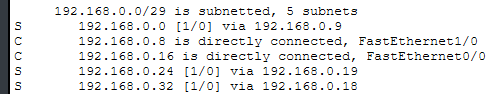 192.168.0.0/29 is subnetted, 5 subnets
S 192.168.0.0 [1/0] via 192.168.0.9
C 192.168.0.8 is directly connected, FastEthernet1/0
C 192.168.0.16 is directly connected, FastEthernet0/0
S 192.168.0.24 [1/0] via 192.168.0.19
S 192.168.0.32 [1/0] via 192.168.0.18